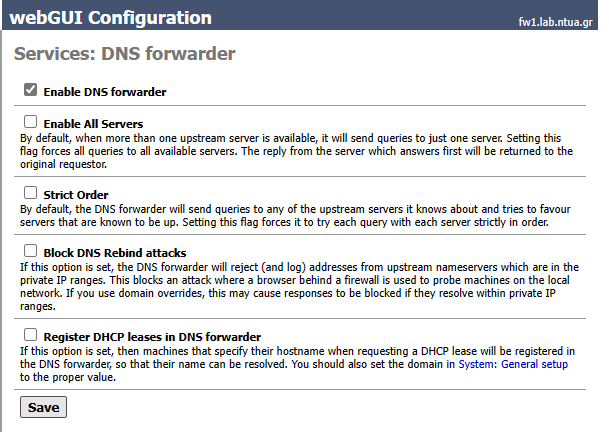 webGUI Configuration
fw1.lab.ntua.gr
Services: DNS forwarder
Enable DNS forwarder
Enable All Servers
By default, when more than one upstream server is available, it will send queries to just one server. Setting this
flag forces all queries to all available servers. The reply from the server which answers first will be returned to the
original requestor.
Strict Order
By default, the DNS forwarder will send queries to any of the upstream servers it knows about and tries to favour
servers that are known to be up. Setting this flag forces it to try each query with each server strictly in order.
Block DNS Rebind attacks
If this option is set, the DNS forwarder will reject (and log) addresses from upstream nameservers which are in the
private IP ranges. This blocks an attack where a browser behind a firewall is used to probe machines on the local
network. If you use domain overrides, this may cause responses to be blocked if they resolve within private IP
ranges.
Register DHCP leases in DNS forwarder
If this option is set, then machines that specify their hostname when requesting a DHCP lease will be registered in
the DNS forwarder, so that their name can be resolved. You should also set the domain in System: General setup
to the proper value.
Save